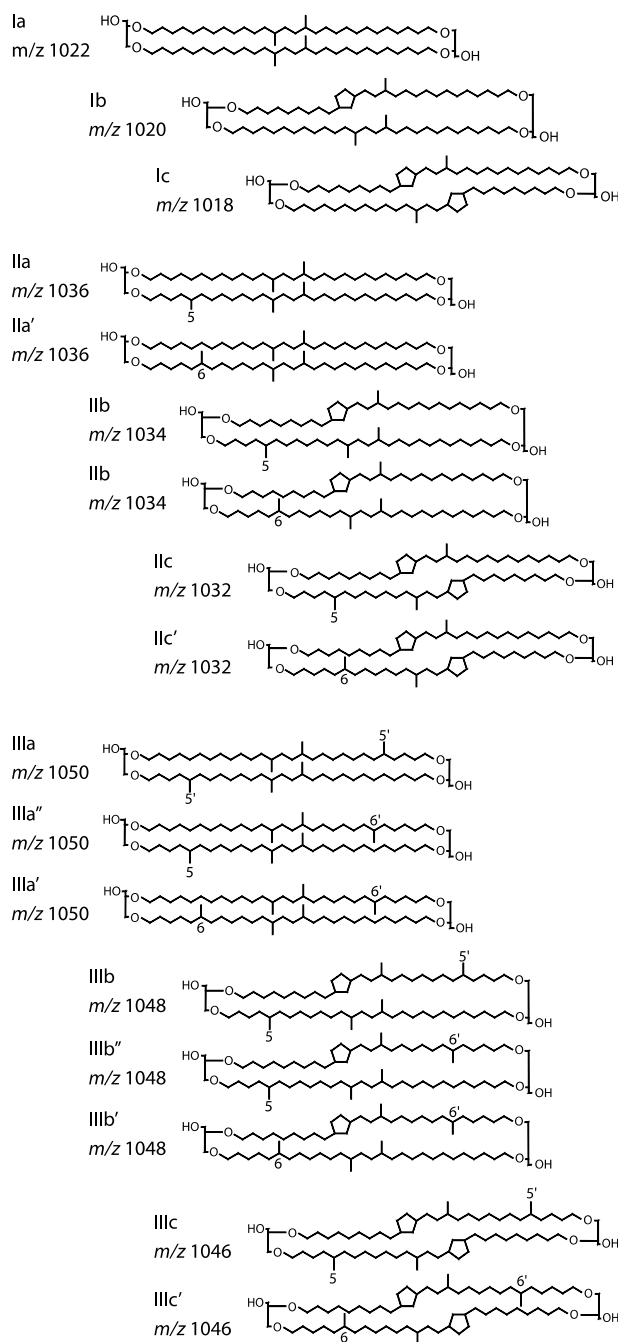 Ia
HO
O
O
m/z 1022
O
OH
Ib
HO
O
O
m/z 1020
O
O
OH
Ic
HO
O
O
m/z 1018
O
O
OH
IIa
HO
O
O
m/z 1036
O
O
OH
5
IIa'
HO
O
O
m/z 1036
O
O
OH
6
IIb
HO
O
O
m/z 1034
O
O
OH
5
IIb
HO
O
O
m/z 1034
O
O
OH
6
IIc
HO
O
O
m/z 1032
O
O
OH
5
IIc'
HO
O
O
m/z 1032
O
O
OH
6
IIIa
5'
HO
O
O
m/z 1050
O
O
OH
5'
IIIa"
HO
O
6'
O
m/z 1050
O
O
OH
5
IIIa'
HO
O
6'
O
m/z 1050
6
O
O
OH
IIIb
5'
HO
O
O
m/z 1048
O
O
OH
5
IIIb"
HO
O
6'
O
m/z 1048
O
O
OH
5
IIIb'
HO
O
6'
O
m/z 1048
O
6
O
OH
IIIc
5'
HO
O
O
m/z 1046
O
O
OH
5
IIIc'
6'
HO
O
O
m/z 1046
O
6
O
OH